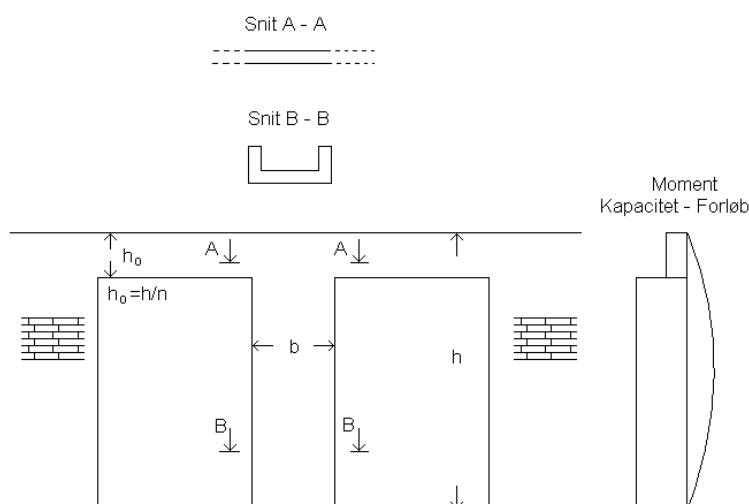 Snit A - A
Snit B - B
Moment
Kapacitet - Forløb
A
A
h₀
h₀=h/n
b
h
B
B